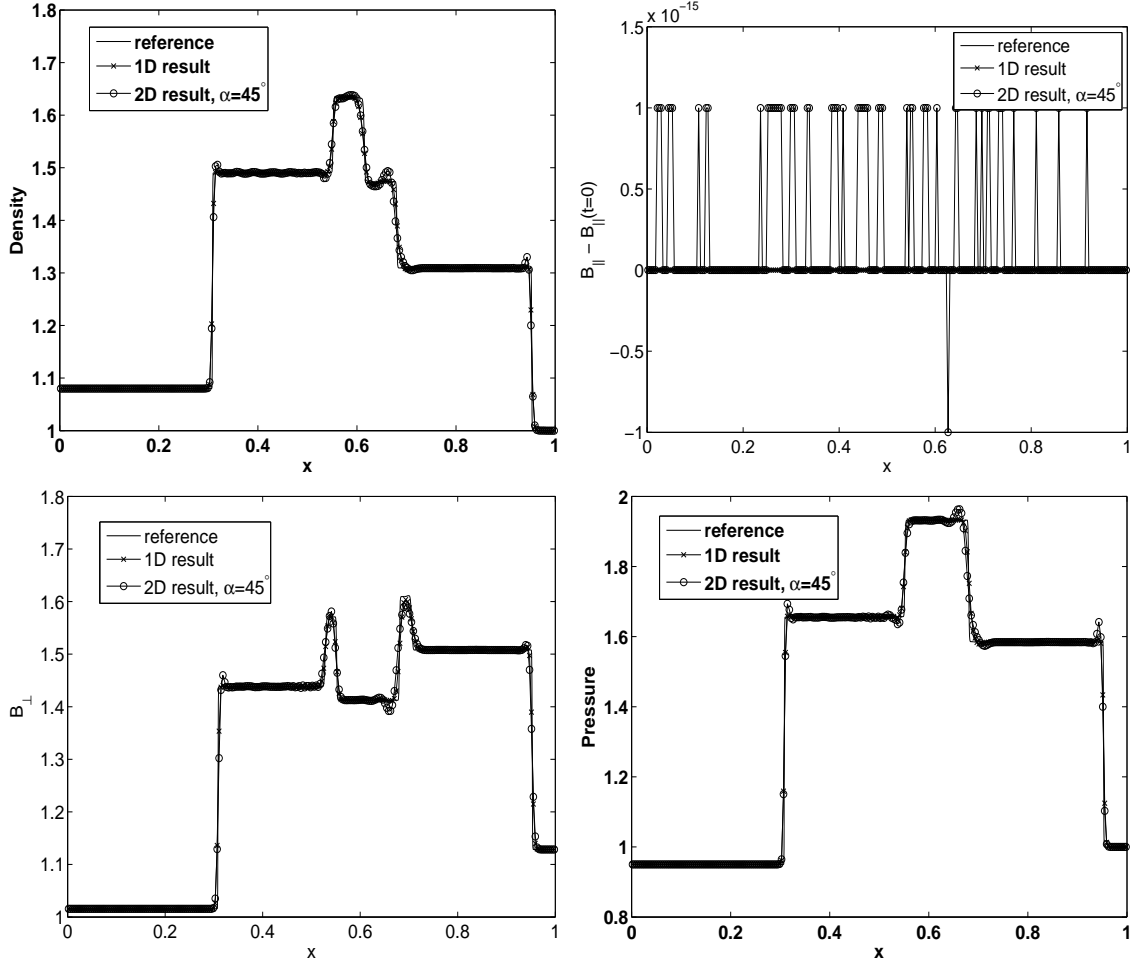 1.8
1.7
1.6
1.5
1.4
1.3
1.2
1.1
1
0
0.2
0.4
0.6
0.8
1
x
Density
reference
1D result
2D result, α=45°
x 10⁻¹⁵
1.5
1
0.5
0
−0.5
−1
0
0.2
0.4
0.6
0.8
1
x
B|| − B||(t=0)
reference
1D result
2D result, α=45°
1.8
1.7
1.6
1.5
1.4
1.3
1.2
1.1
1
0
0.2
0.4
0.6
0.8
1
x
B⊥
reference
1D result
2D result, α=45°
2
1.8
1.6
1.4
1.2
1
0.8
0
0.2
0.4
0.6
0.8
1
x
Pressure
reference
1D result
2D result, α=45°